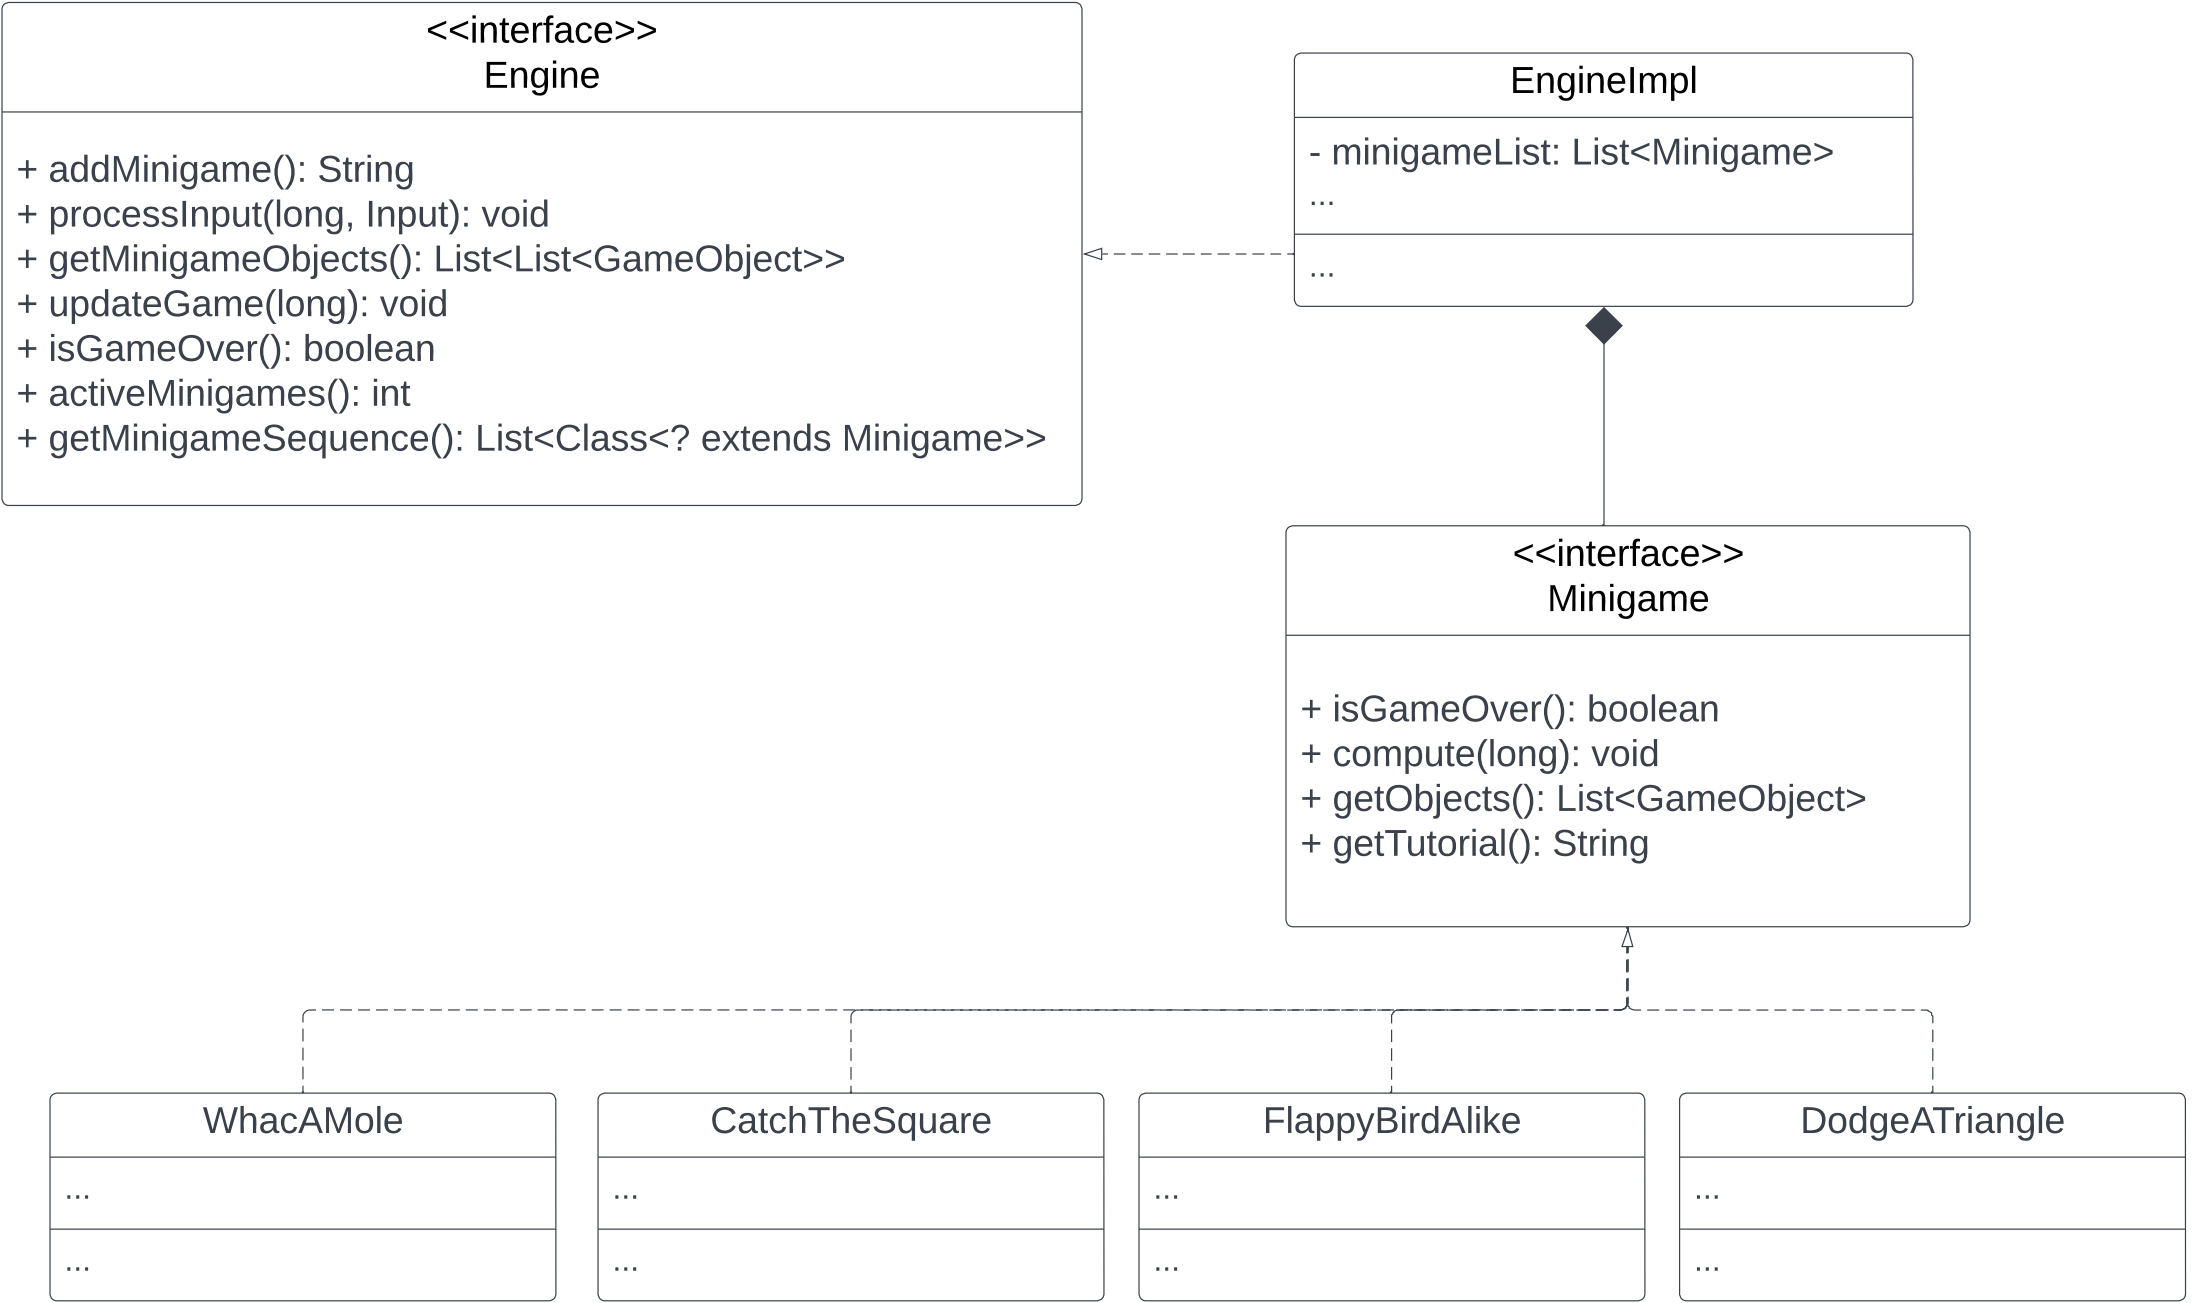 <<interface>>
Engine
+ addMinigame(): String
+ processInput(long, Input): void
+ getMinigameObjects(): List<List<GameObject>>
+ updateGame(long): void
+ isGameOver(): boolean
+ activeMinigames(): int
+ getMinigameSequence(): List<Class<? extends Minigame>>
EngineImpl
- minigameList: List<Minigame>
...
...
<<interface>>
Minigame
+ isGameOver(): boolean
+ compute(long): void
+ getObjects(): List<GameObject>
+ getTutorial(): String
WhacAMole
...
...
CatchTheSquare
...
...
FlappyBirdAlike
...
...
DodgeATriangle
...
...